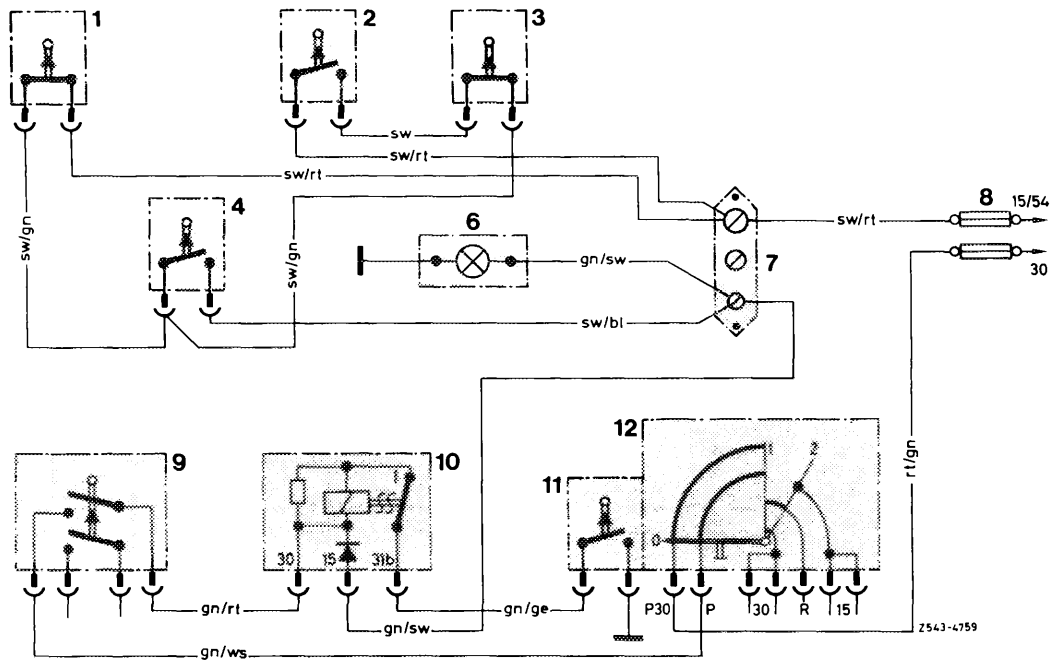 1
2
3
sw
sw/rt
sw/rt
4
6
8
15/54
sw/rt
sw/gn
sw/gn
gn/sw
7
30
sw/bl
12
9
10
11
1
2
rt/gn
0
30
15
31b
gn/rt
gn/ge
P30
P
30
R
15
gn/sw
Z543-4759
gn/ws